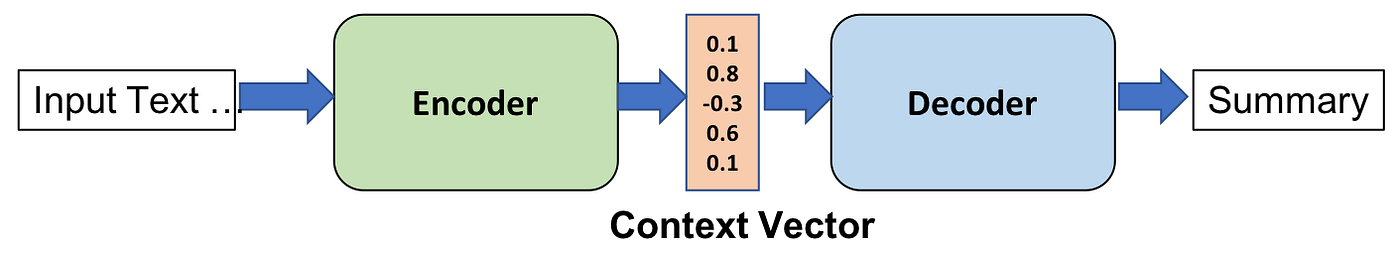 Input Text ...
Encoder
0.1
0.8
-0.3
0.6
0.1
Decoder
Summary
Context Vector